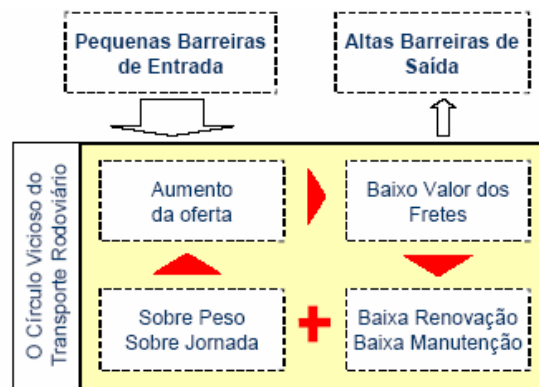 Pequenas Barreiras
de Entrada
Altas Barreiras de
Saída
O Círculo Vicioso do
Transporte Rodoviário
Aumento
da oferta
Baixo Valor dos
Fretes
Sobre Peso
Sobre Jornada
+
Baixa Renovação
Baixa Manutenção